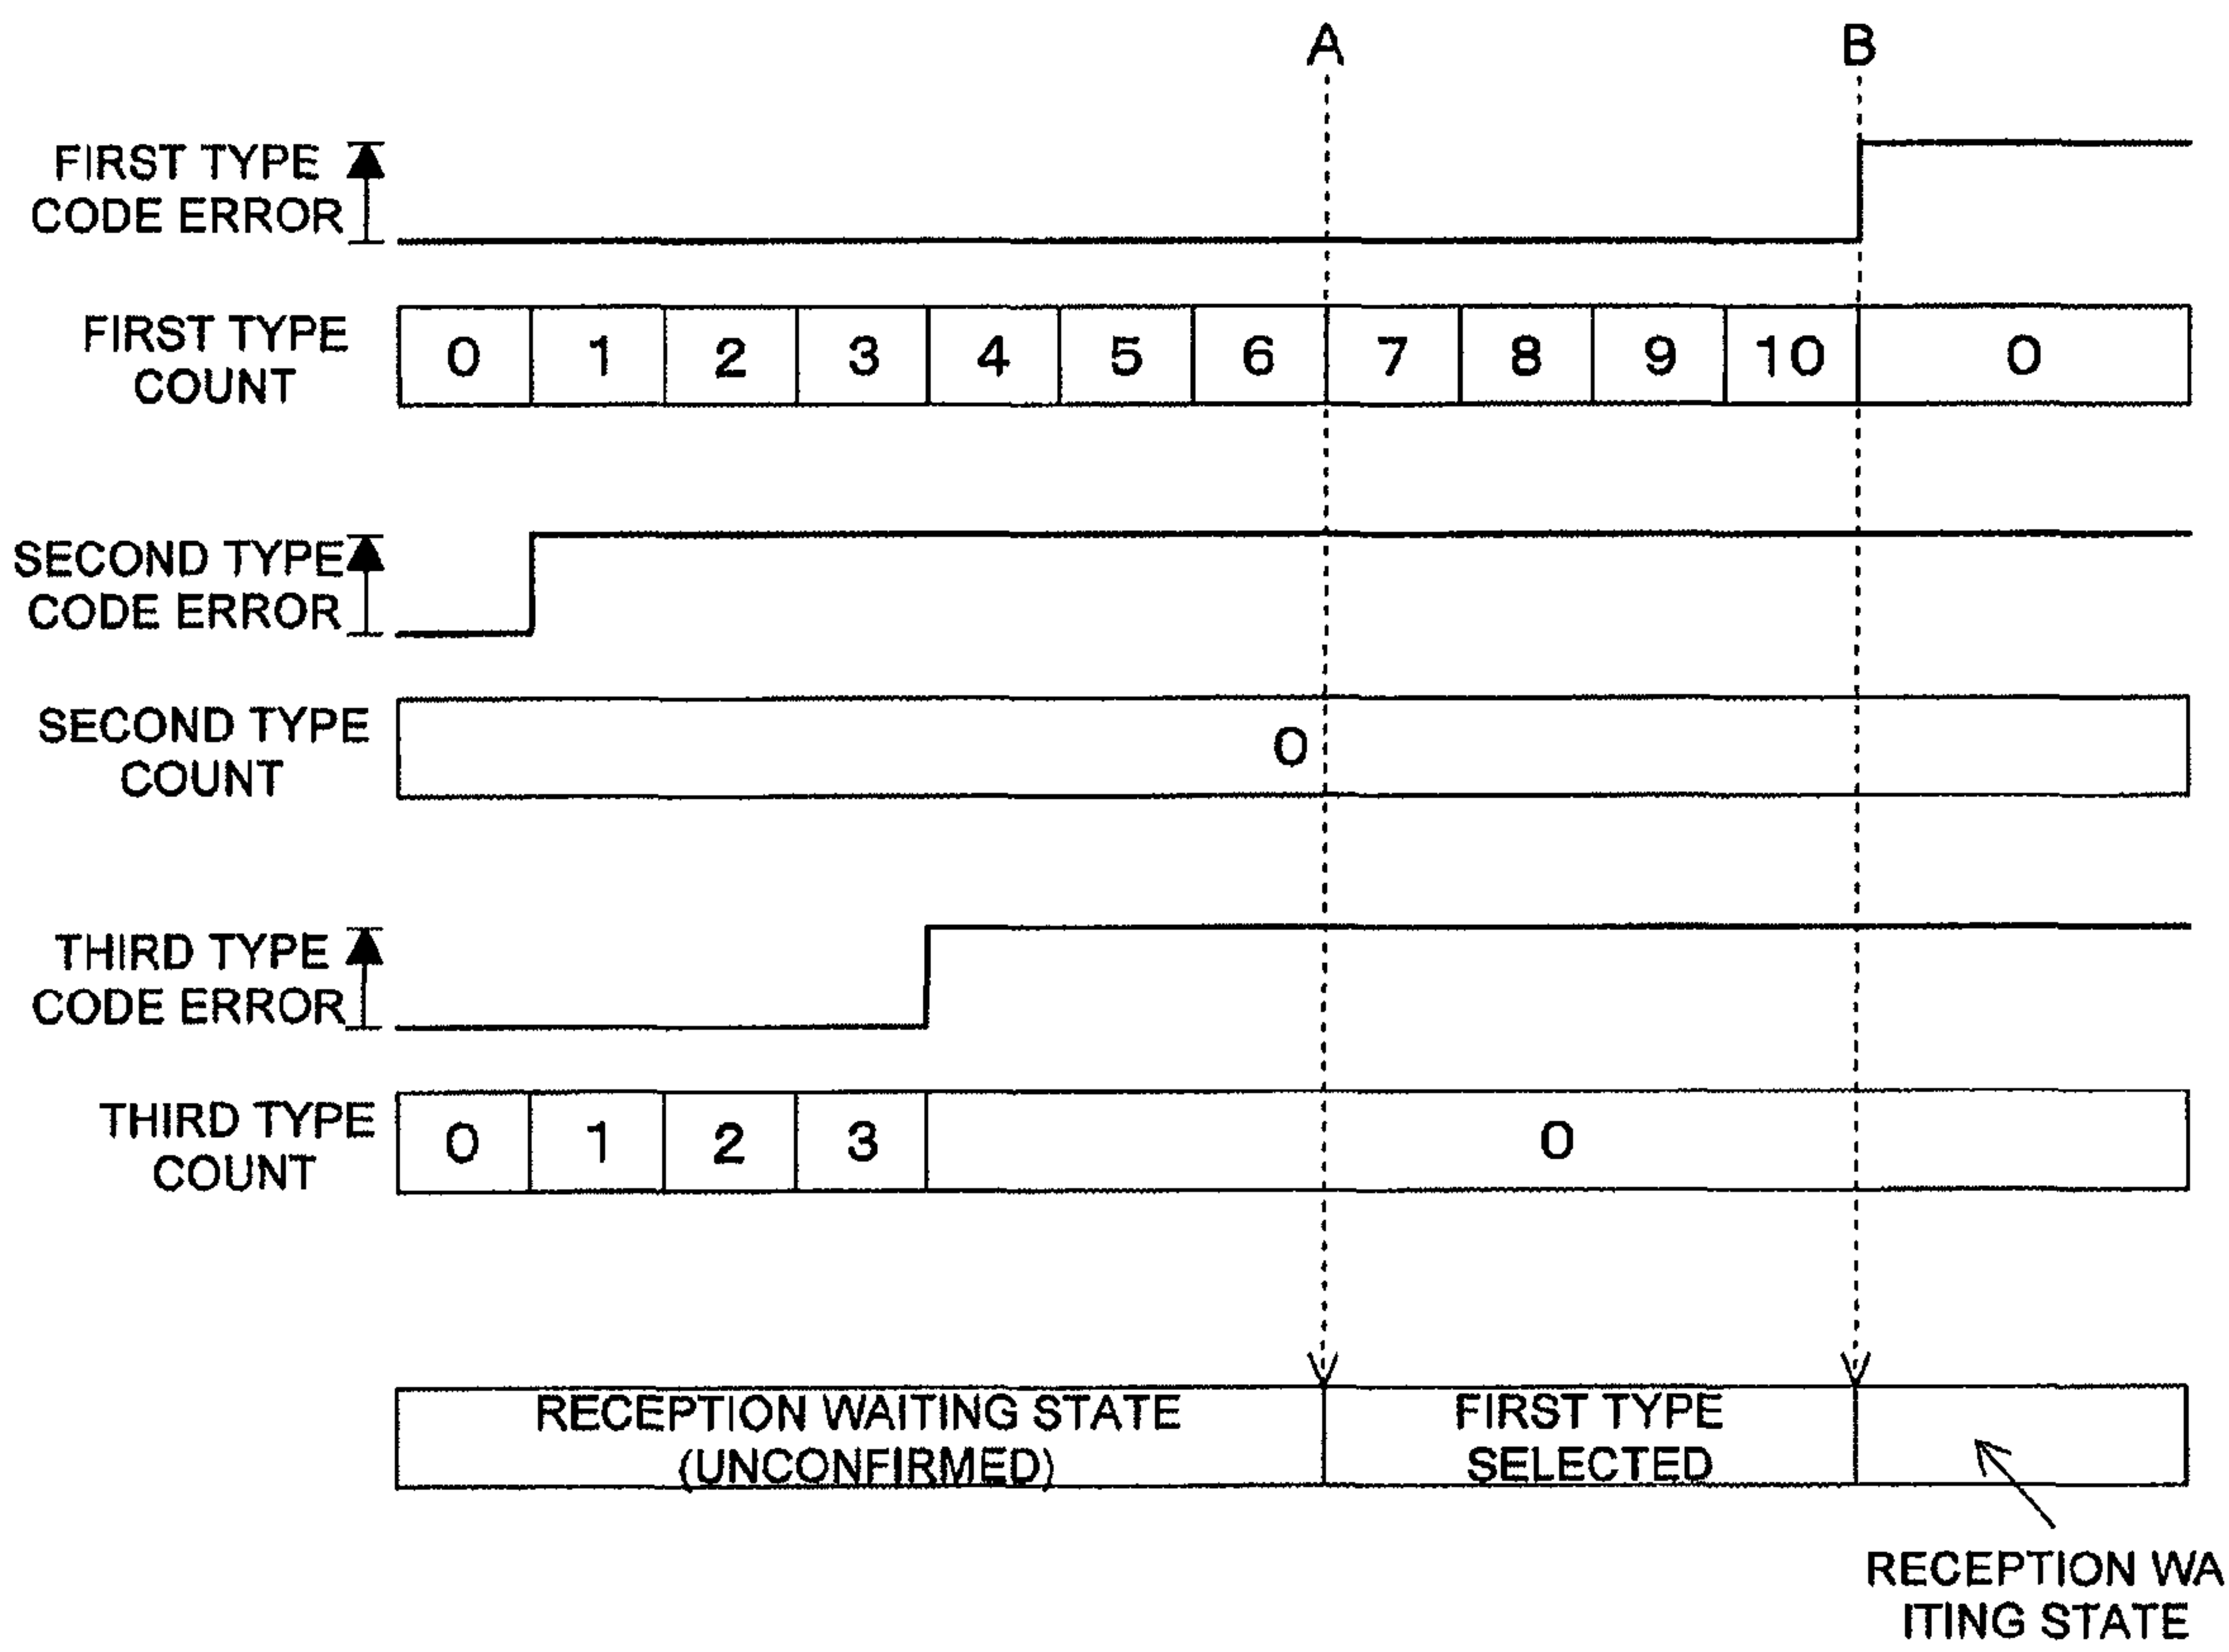 A
B
FIRST TYPE
CODE ERROR
FIRST TYPE
COUNT
0 1 2 3 4 5 6 7 8 9 10 0
SECOND TYPE
CODE ERROR
SECOND TYPE
COUNT
0
THIRD TYPE
CODE ERROR
THIRD TYPE
COUNT
0 1 2 3 0
RECEPTION WAITING STATE
(UNCONFIRMED)
FIRST TYPE
SELECTED
RECEPTION WA
ITING STATE